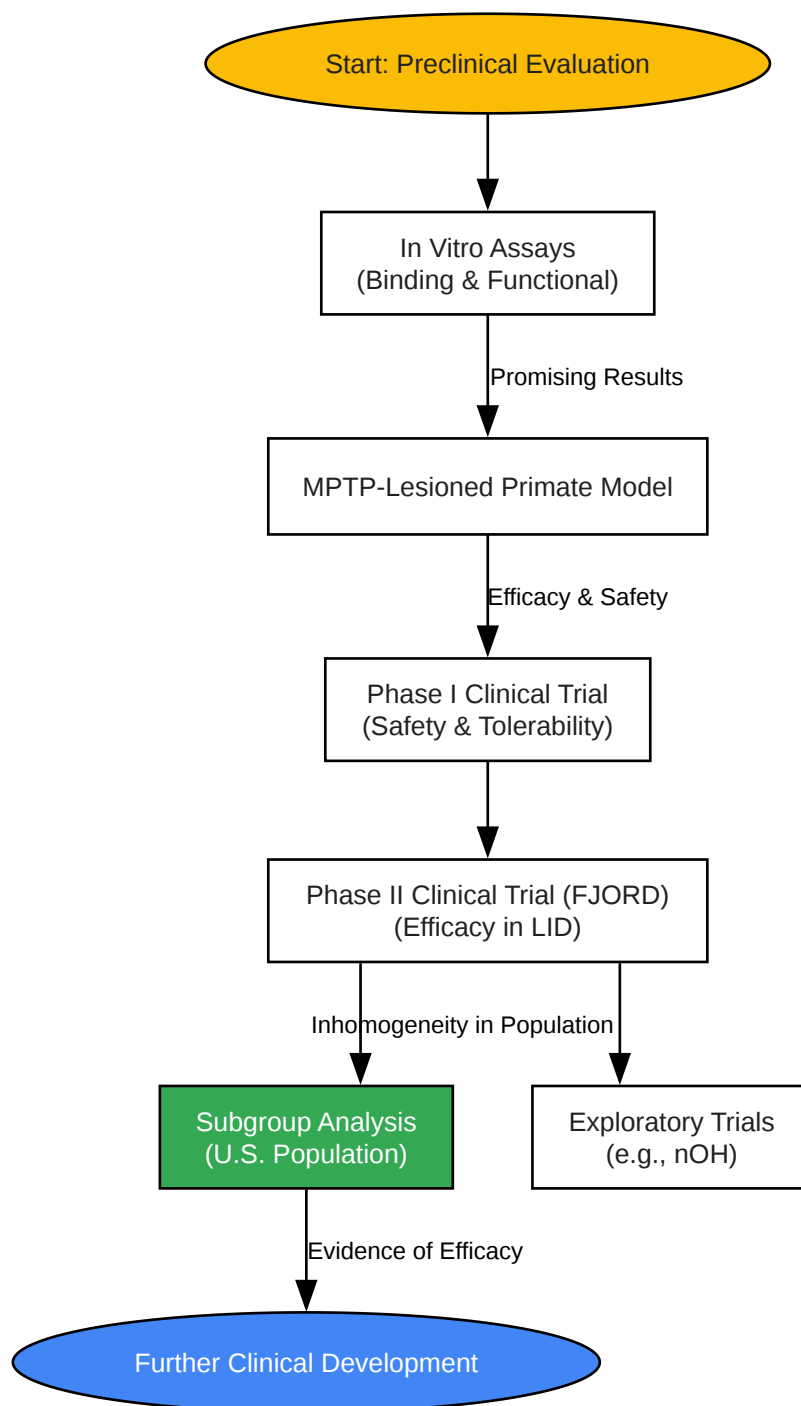 Start: Preclinical Evaluation
In Vitro Assays
(Binding & Functional)
Promising Results
MPTP-Lesioned Primate Model
Efficacy & Safety
Phase I Clinical Trial
(Safety & Tolerability)
Phase II Clinical Trial (FJORD)
(Efficacy in LID)
Inhomogeneity in Population
Subgroup Analysis
(U.S. Population)
Exploratory Trials
(e.g., nOH)
Evidence of Efficacy
Further Clinical Development